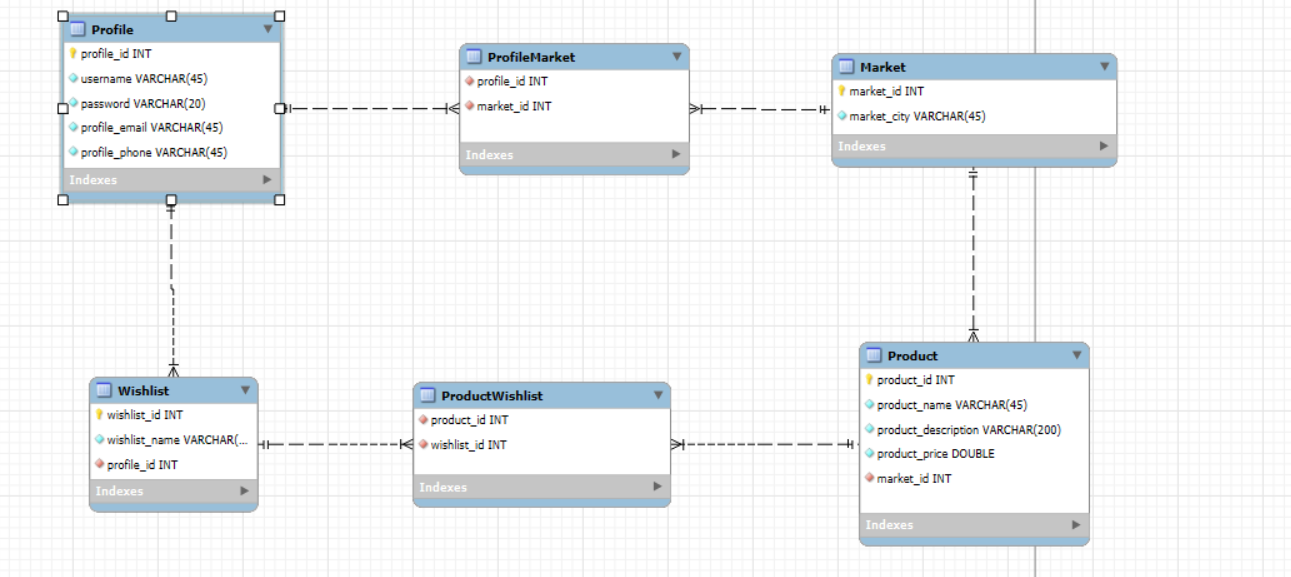 Profile
profile_id INT
username VARCHAR(45)
password VARCHAR(20)
profile_email VARCHAR(45)
profile_phone VARCHAR(45)
Indexes
ProfileMarket
profile_id INT
market_id INT
Indexes
Market
market_id INT
market_city VARCHAR(45)
Indexes
Wishlist
wishlist_id INT
wishlist_name VARCHAR(...
profile_id INT
Indexes
ProductWishlist
product_id INT
wishlist_id INT
Indexes
Product
product_id INT
product_name VARCHAR(45)
product_description VARCHAR(200)
product_price DOUBLE
market_id INT
Indexes